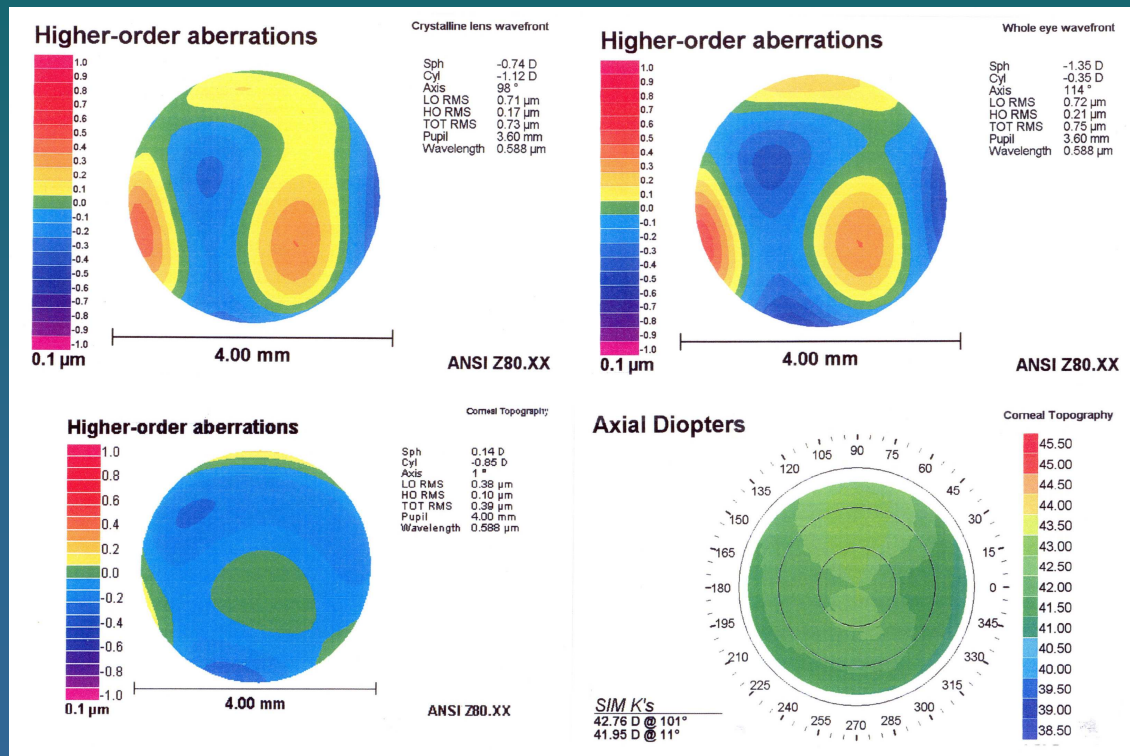 Higher-order aberrations
Crystalline lens wavefront
1.0
0.9
0.8
0.7
0.6
0.5
0.4
0.3
0.2
0.1
0.0
-0.1
-0.2
-0.3
-0.4
-0.5
-0.6
-0.7
-0.8
-0.9
-1.0
0.1 µm
Sph -0.74 D
Cyl -1.12 D
Axis 98 °
LO RMS 0.71 µm
HO RMS 0.17 µm
TOT RMS 0.73 µm
Pupil 3.60 mm
Wavelength 0.588 µm
4.00 mm
ANSI Z80.XX
Higher-order aberrations
Whole eye wavefront
1.0
0.9
0.8
0.7
0.6
0.5
0.4
0.3
0.2
0.1
0.0
-0.1
-0.2
-0.3
-0.4
-0.5
-0.6
-0.7
-0.8
-0.9
-1.0
0.1 µm
Sph -1.35 D
Cyl -0.35 D
Axis 114 °
LO RMS 0.72 µm
HO RMS 0.21 µm
TOT RMS 0.75 µm
Pupil 3.60 mm
Wavelength 0.588 µm
4.00 mm
ANSI Z80.XX
Higher-order aberrations
Corneal Topography
1.0
0.8
0.6
0.4
0.2
0.0
-0.2
-0.4
-0.6
-0.8
-1.0
0.1 µm
Sph 0.14 D
Cyl -0.85 D
Axis 1 °
LO RMS 0.38 µm
HO RMS 0.10 µm
TOT RMS 0.39 µm
Pupil 4.00 mm
Wavelength 0.588 µm
4.00 mm
ANSI Z80.XX
Axial Diopters
Corneal Topography
105 90 75
120 60
135 45
150 30
165 15
180 0
195 345
210 330
225 315
240 300
255 270 285
45.50
45.00
44.50
44.00
43.50
43.00
42.50
42.00
41.50
41.00
40.50
40.00
39.50
39.00
38.50
SIM K's
42.76 D @ 101°
41.95 D @ 11°